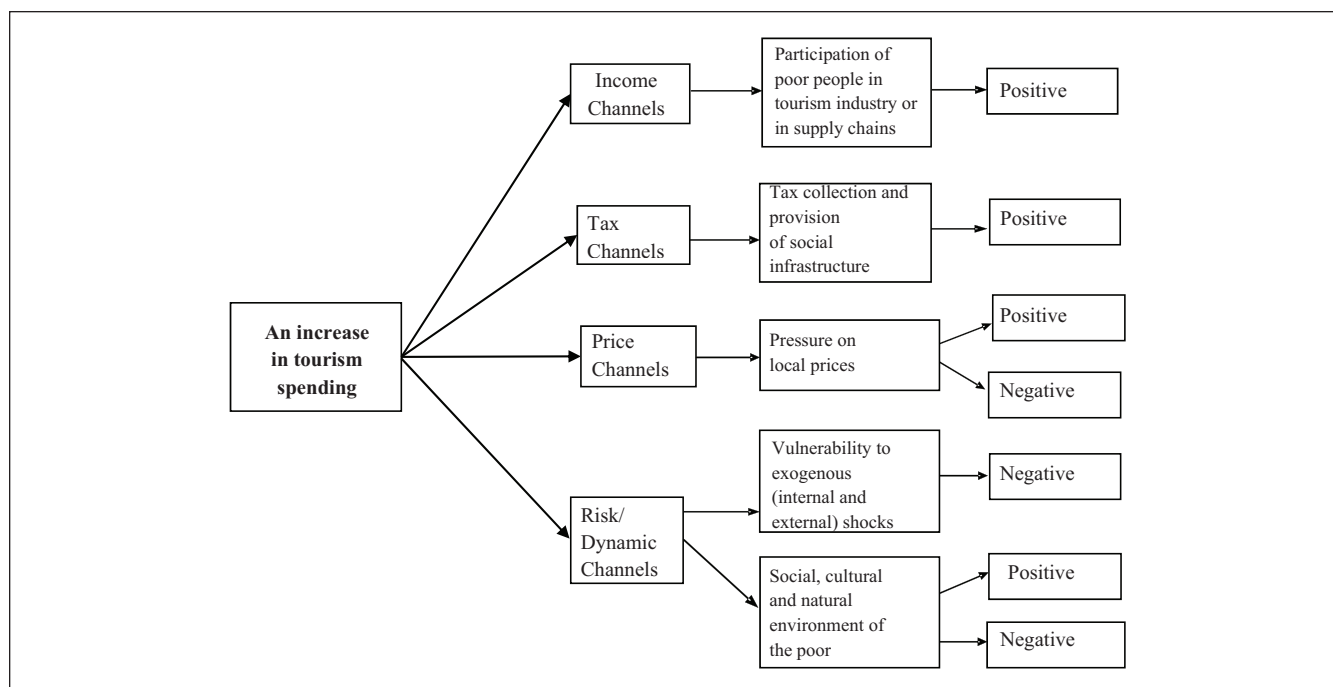 An increase
in tourism
spending
Income
Channels
Participation of
poor people in
tourism industry or
in supply chains
Positive
Tax
Channels
Tax collection and
provision
of social
infrastructure
Positive
Price
Channels
Pressure on
local prices
Positive
Negative
Risk/
Dynamic
Channels
Vulnerability to
exogenous
(internal and
external) shocks
Negative
Social, cultural
and natural
environment of
the poor
Positive
Negative